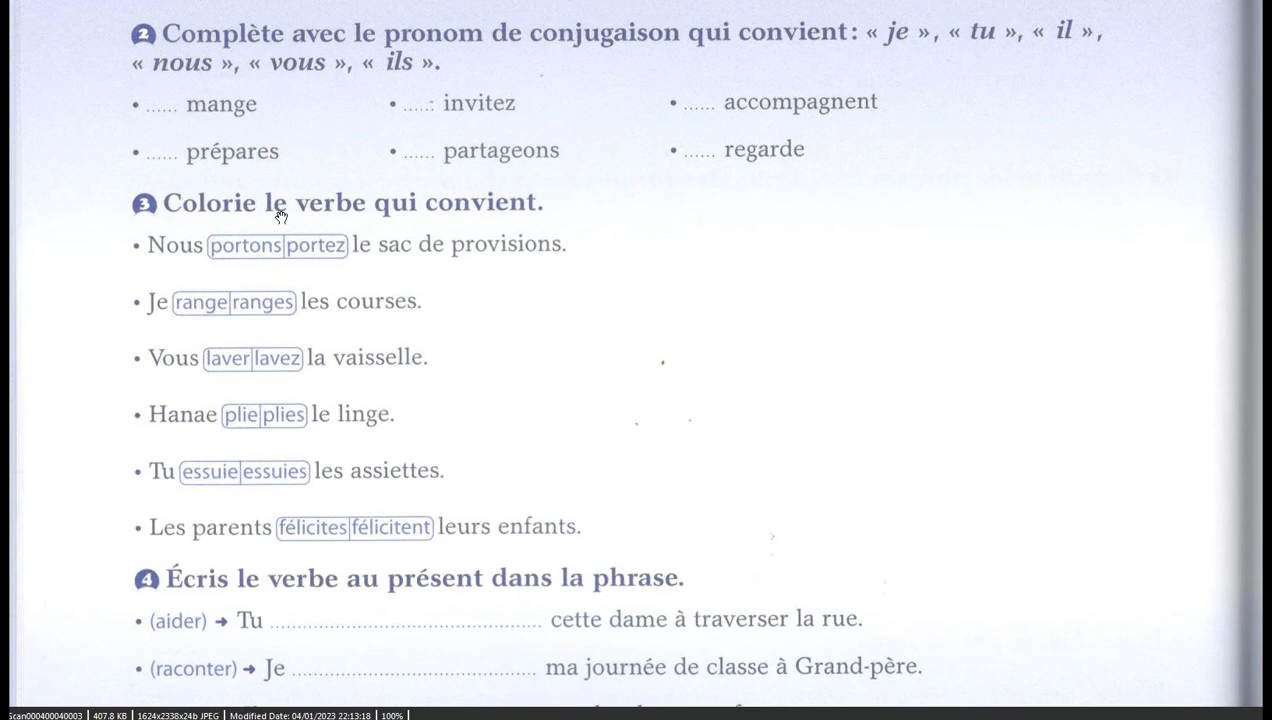 2 Complète avec le pronom de conjugaison qui convient: « je », « tu », « il »,
« nous », « vous », « ils ».
• ...... mange • .....: invitez • ...... accompagnent
• ...... prépares • ...... partageons • ...... regarde
3 Colorie le verbe qui convient.
• Nous portons|portez le sac de provisions.
• Je range|ranges les courses.
• Vous laver|lavez la vaisselle.
• Hanae plie|plies le linge.
• Tu essuie|essuies les assiettes.
• Les parents félicites|félicitent leurs enfants.
4 Écris le verbe au présent dans la phrase.
• (aider) → Tu ............................................. cette dame à traverser la rue.
• (raconter) → Je ......................................... ma journée de classe à Grand-père.
Scan000400040003 | 407.8 KB | 1624x2338x24b JPEG | Modified Date: 04/01/2023 22:13:18 | 100% |